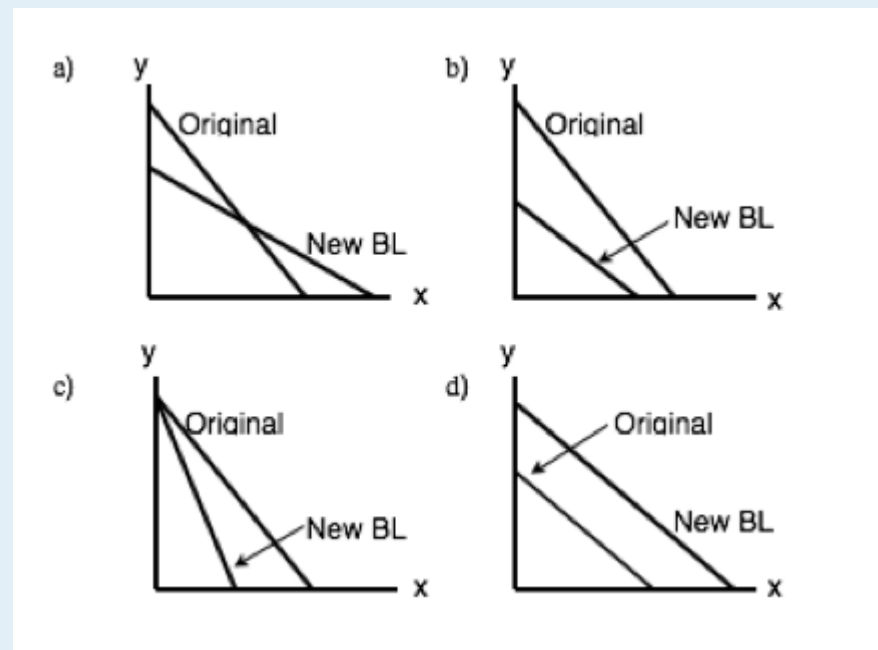 a)
y
Original
New BL
x
b)
y
Original
New BL
x
c)
y
Original
New BL
x
d)
y
Original
New BL
x